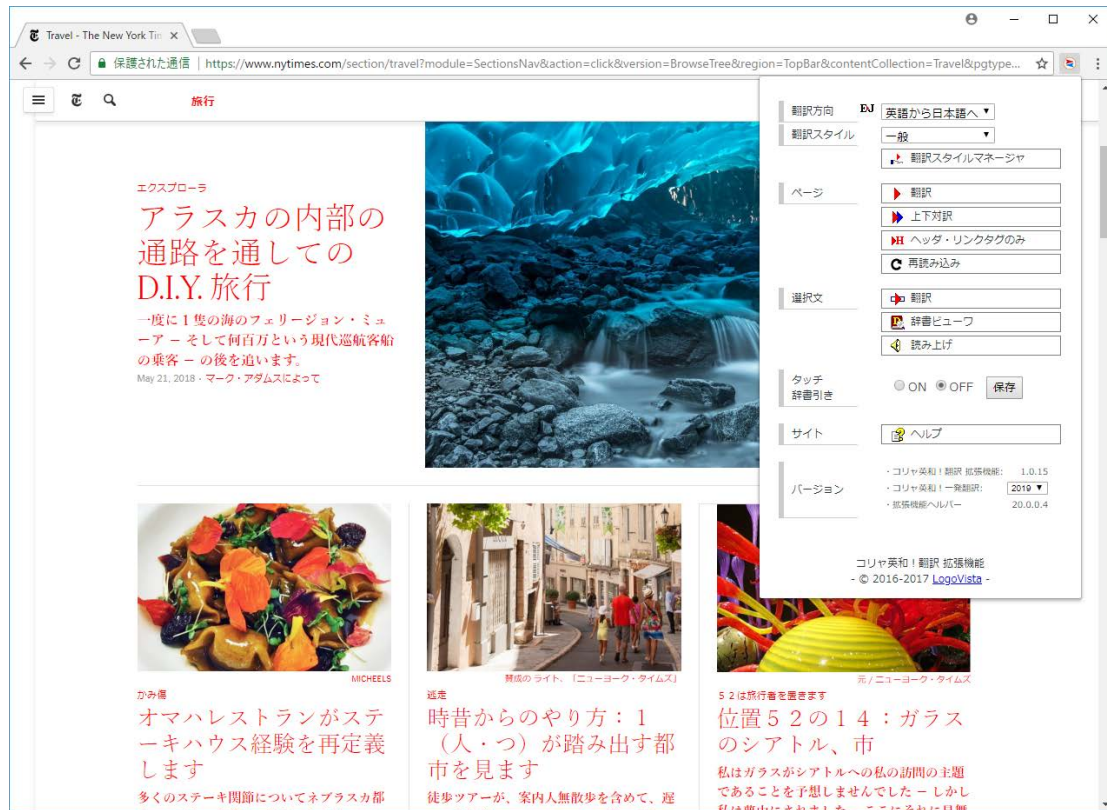 Travel - The New York Tim
保護された通信 | https://www.nytimes.com/section/travel?module=SectionsNav&action=click&version=BrowseTree&region=TopBar&contentCollection=Travel&pgtype...
旅行
エクスプローラ
アラスカの内部の
通路を通しての
D.I.Y. 旅行
一度に1隻の海のフェリージョン・ミュ
ーア – そして何百万という現代巡航客船
の乗客 – の後を追います。
May 21, 2018 - マーク・アダムスによって
MICHEELS
かみ傷
オマハレストランがステ
ーキハウス経験を再定義
します
多くのステーキ関節についてネブラスカ都
賛成の ライト、「ニューヨーク・タイムズ」
逃走
時昔からのやり方:1
(人・つ)が踏み出す都
市を見ます
徒歩ツアーが、案内人無散歩を含めて、遅
元 / ニューヨーク・タイムズ
52は旅行者を置きます
位置52の14:ガラス
のシアトル、市
私はガラスがシアトルへの私の訪問の主題
であることを予想しませんでした – しかし
翻訳方向 EJ 英語から日本語へ
翻訳スタイル 一般
翻訳スタイルマネージャ
ページ 翻訳
上下対訳
H ヘッダ・リンクタグのみ
再読み込み
選択文 翻訳
辞書ビューワ
読み上げ
タッチ
辞書引き ON OFF 保存
サイト ヘルプ
バージョン
・コリャ英和!翻訳 拡張機能: 1.0.15
・コリャ英和!一発翻訳: 2019
・拡張機能ヘルパー 20.0.0.4
コリャ英和!翻訳 拡張機能
- © 2016-2017 LogoVista -